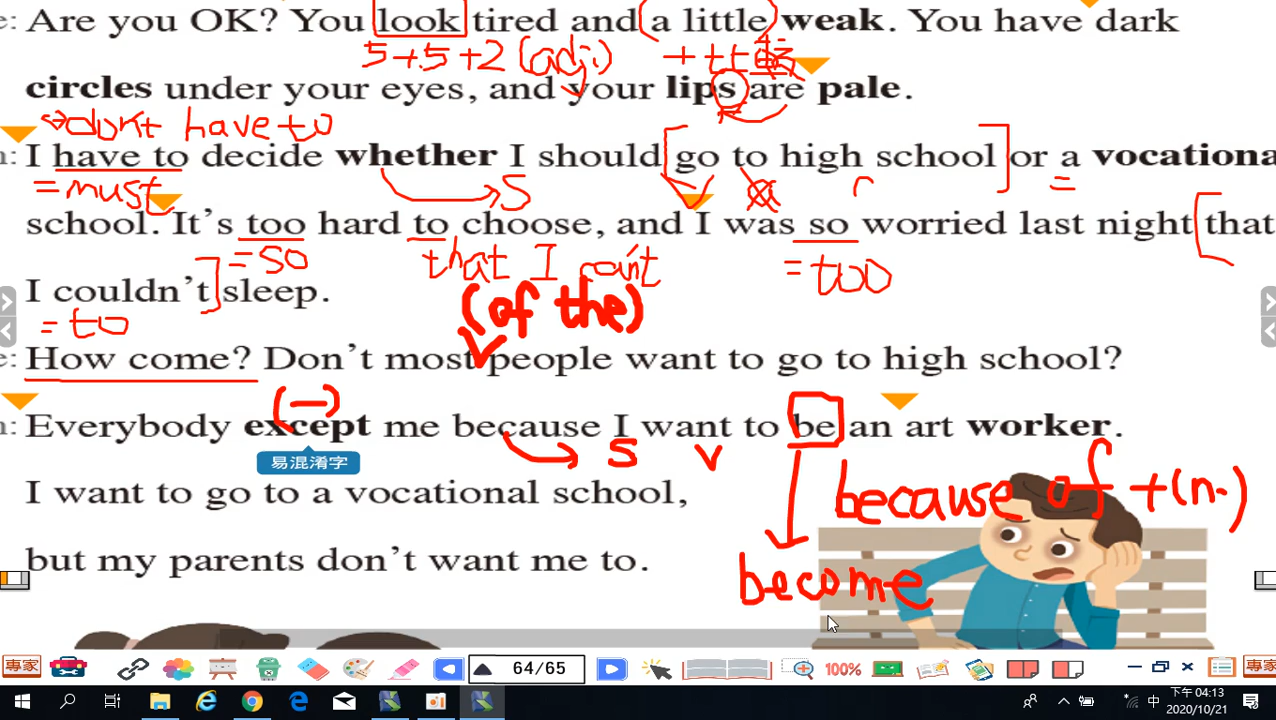 e: Are you OK? You look tired and a little weak. You have dark
5+5+2 (adj.)
circles under your eyes, and your lips are pale.
↔don't have to
n: I have to decide whether I should go to high school or a vocationa
=must
S
=
school. It's too hard to choose, and I was so worried last night that
=so
that I can't
=too
I couldn't sleep.
=to
(of the)
e: How come? Don't most people want to go to high school?
(—)
n: Everybody except me because I want to be an art worker.
易混淆字
S V
because of +(n.)
I want to go to a vocational school,
but my parents don't want me to.
become
專家
64/65
100%
專家
中
下午 04:13
2020/10/21